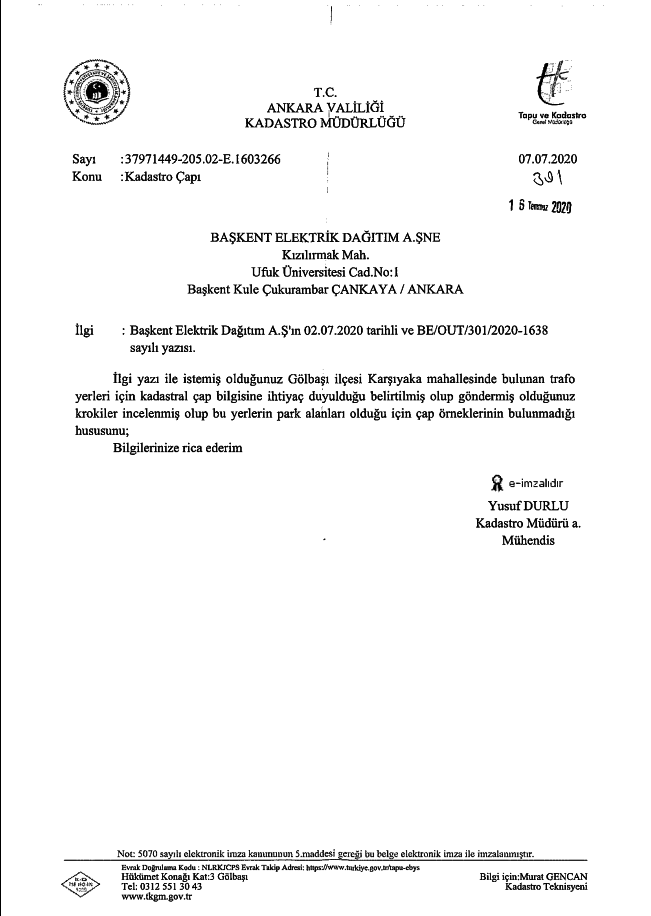 T.C.
ANKARA VALİLİĞİ
KADASTRO MÜDÜRLÜĞÜ
Tapu ve Kadastro
Genel Müdürlüğü
Sayı :37971449-205.02-E.1603266 07.07.2020
Konu :Kadastro Çapı 391
16 Temmuz 2020
BAŞKENT ELEKTRİK DAĞITIM A.ŞNE
Kızılırmak Mah.
Ufuk Üniversitesi Cad.No:1
Başkent Kule Çukurambar ÇANKAYA / ANKARA
İlgi : Başkent Elektrik Dağıtım A.Ş'ın 02.07.2020 tarihli ve BE/OUT/301/2020-1638
sayılı yazısı.
İlgi yazı ile istemiş olduğunuz Gölbaşı ilçesi Karşıyaka mahallesinde bulunan trafo
yerleri için kadastral çap bilgisine ihtiyaç duyulduğu belirtilmiş olup göndermiş olduğunuz
krokiler incelenmiş olup bu yerlerin park alanları olduğu için çap örneklerinin bulunmadığı
hususunu;
Bilgilerinize rica ederim
e-imzalıdır
Yusuf DURLU
Kadastro Müdürü a.
Mühendis
Not: 5070 sayılı elektronik imza kanununun 5.maddesi gereği bu belge elektronik imza ile imzalanmıştır.
Evrak Doğrulama Kodu : NLRKJCPS Evrak Takip Adresi: https://www.turkiye.gov.tr/tapu-ebys
Hükümet Konağı Kat:3 Gölbaşı Bilgi için:Murat GENCAN
Tel: 0312 551 30 43 Kadastro Teknisyeni
www.tkgm.gov.tr